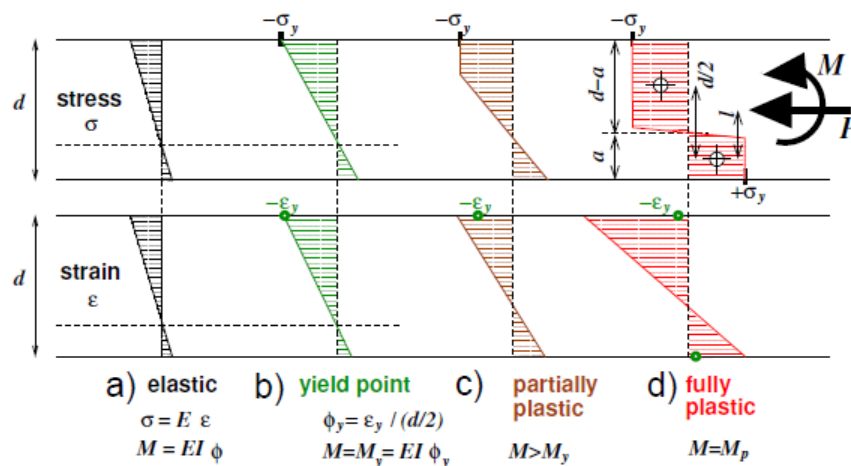 −σy −σy −σy
d
stress
σ
d−a
a
d/2
l
M
P
+σy
−εy −εy −εy
d
strain
ε
a) elastic b) yield point c) partially plastic d) fully plastic
σ = E ε ϕy = εy / (d/2)
M = EI ϕ M=My= EI ϕy M>My M=Mp